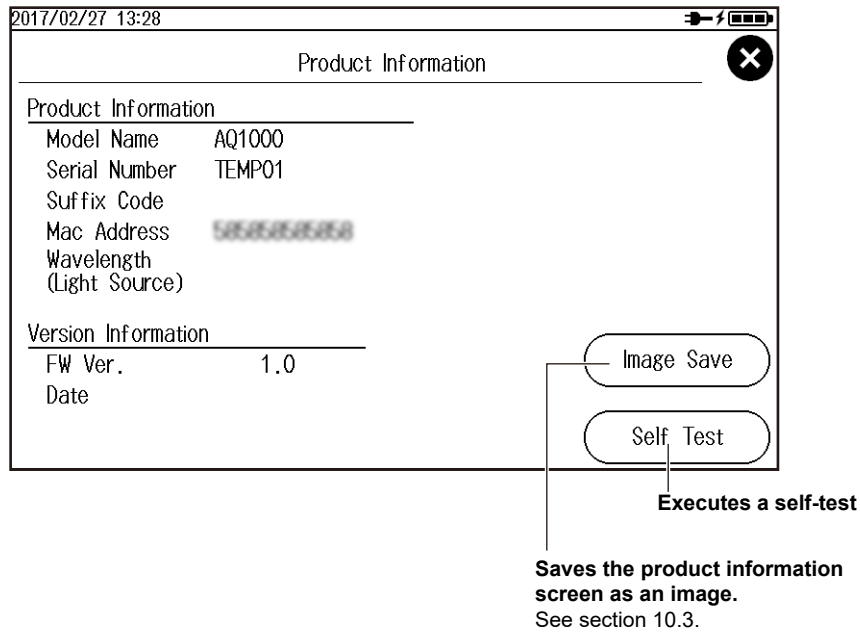 2017/02/27 13:28
Product Information
Product Information
Model Name AQ1000
Serial Number TEMP01
Suffix Code
Mac Address
Wavelength
(Light Source)
Version Information
FW Ver. 1.0
Date
Image Save
Self Test
Executes a self-test
Saves the product information
screen as an image.
See section 10.3.